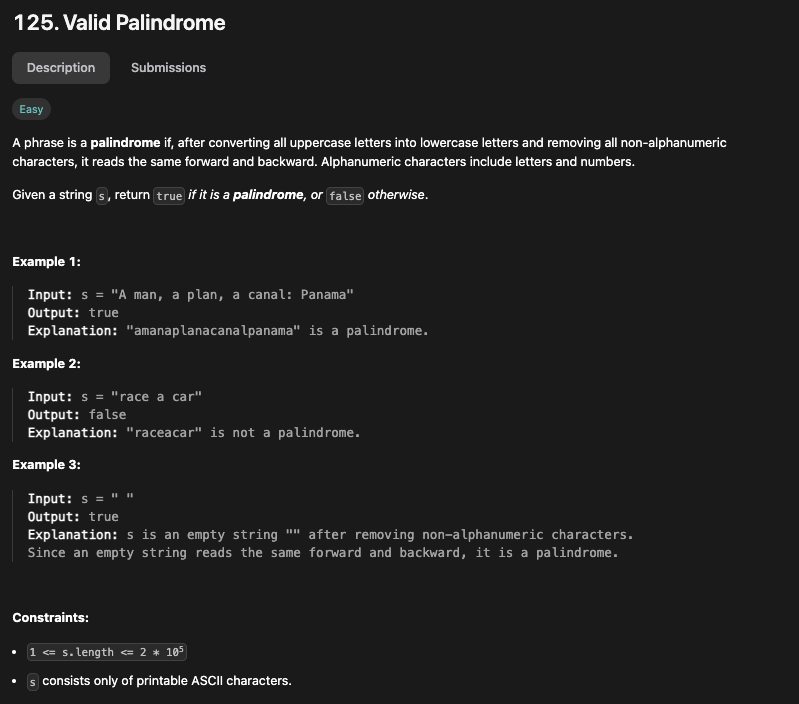 125. Valid Palindrome
Description Submissions
Easy
A phrase is a palindrome if, after converting all uppercase letters into lowercase letters and removing all non-alphanumeric
characters, it reads the same forward and backward. Alphanumeric characters include letters and numbers.
Given a string s, return true if it is a palindrome, or false otherwise.
Example 1:
Input: s = "A man, a plan, a canal: Panama"
Output: true
Explanation: "amanaplanacanalpanama" is a palindrome.
Example 2:
Input: s = "race a car"
Output: false
Explanation: "raceacar" is not a palindrome.
Example 3:
Input: s = " "
Output: true
Explanation: s is an empty string "" after removing non-alphanumeric characters.
Since an empty string reads the same forward and backward, it is a palindrome.
Constraints:
• 1 <= s.length <= 2 * 10⁵
• s consists only of printable ASCII characters.